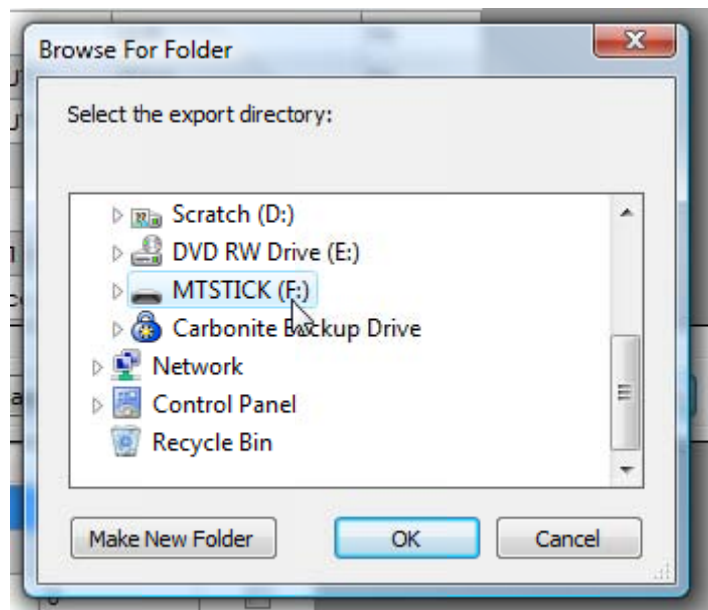 Browse For Folder
Select the export directory:
Scratch (D:)
DVD RW Drive (E:)
MTSTICK (F:)
Carbonite Backup Drive
Network
Control Panel
Recycle Bin
Make New Folder
OK
Cancel